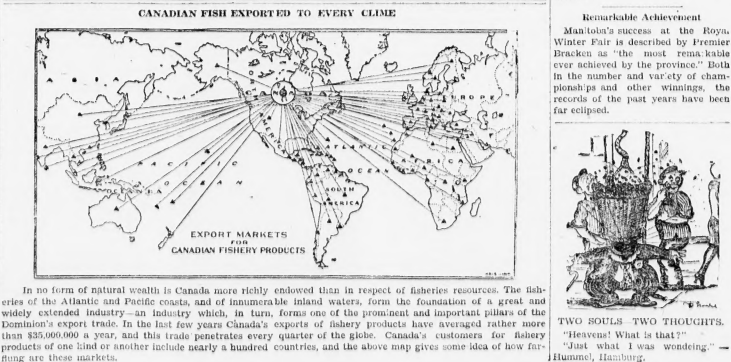 CANADIAN FISH EXPORTED TO EVERY CLIME
ASIA
CANADA
EUROPE
AMERICA
ATLANTIC
OCEAN
AFRICA
PACIFIC
OCEAN
OCEANIA
SOUTH
AMERICA
EXPORT MARKETS
FOR
CANADIAN FISHERY PRODUCTS
In no form of natural wealth is Canada more richly endowed than in respect of fisheries resources. The fish-
eries of the Atlantic and Pacific coasts, and of innumerable inland waters, form the foundation of a great and
widely extended industry—an industry which, in turn, forms one of the prominent and important pillars of the
Dominion's export trade. In the last few years Canada's exports of fishery products have averaged rather more
than $35,000,000 a year, and this trade penetrates every quarter of the globe. Canada's customers for fishery
products of one kind or another include nearly a hundred countries, and the above map gives some idea of how far-
flung are these markets.
Remarkable Achievement
Manitoba's success at the Royal
Winter Fair is described by Premier
Bracken as "the most remarkable
ever achieved by the province." Both
in the number and variety of cham-
pionships and other winnings, the
records of the past years have been
far eclipsed.
TWO SOULS—TWO THOUGHTS.
"Heavens! What is that?"
"Just what I was wondeing." —
Hummel, Hamburg.